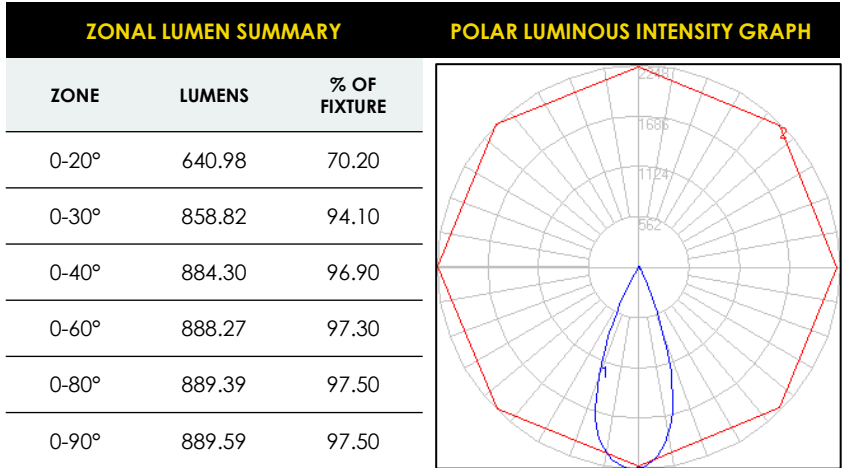 ZONAL LUMEN SUMMARY
ZONE LUMENS % OF FIXTURE
0-20° 640.98 70.20
0-30° 858.82 94.10
0-40° 884.30 96.90
0-60° 888.27 97.30
0-80° 889.39 97.50
0-90° 889.59 97.50
POLAR LUMINOUS INTENSITY GRAPH
2248
1686
2
1124
562
1